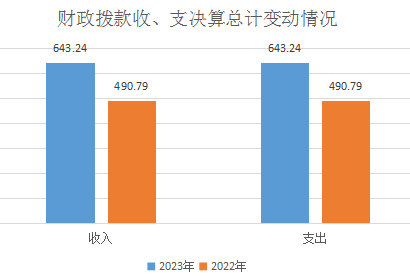 财政拨款收、支决算总计变动情况
643.24 643.24
490.79 490.79
收入 支出
2023年 2022年